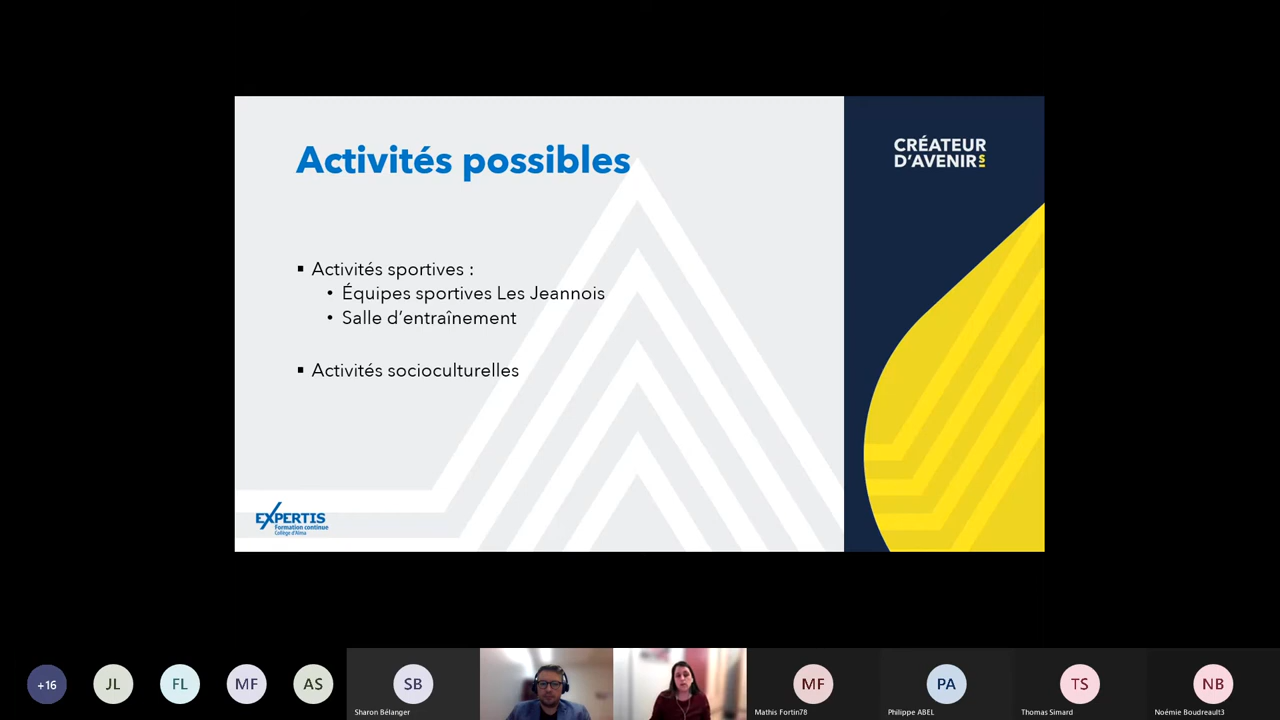 Activités possibles
CRÉATEUR
D'AVENIRS
▪ Activités sportives :
• Équipes sportives Les Jeannois
• Salle d'entraînement
▪ Activités socioculturelles
EXPERTIS
Formation continue
Collège d'Alma
+16
JL
FL
MF
AS
SB
MF
PA
TS
NB
Sharon Bélanger
Mathis Fortin78
Philippe ABEL
Thomas Simard
Noémie Boudreault3